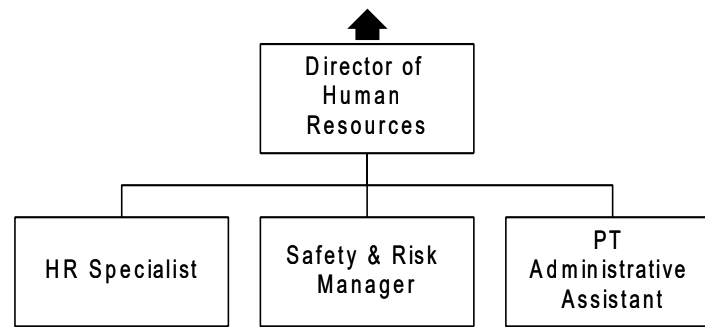 Director of
Human
Resources
HR Specialist
Safety & Risk
Manager
PT
Administrative
Assistant